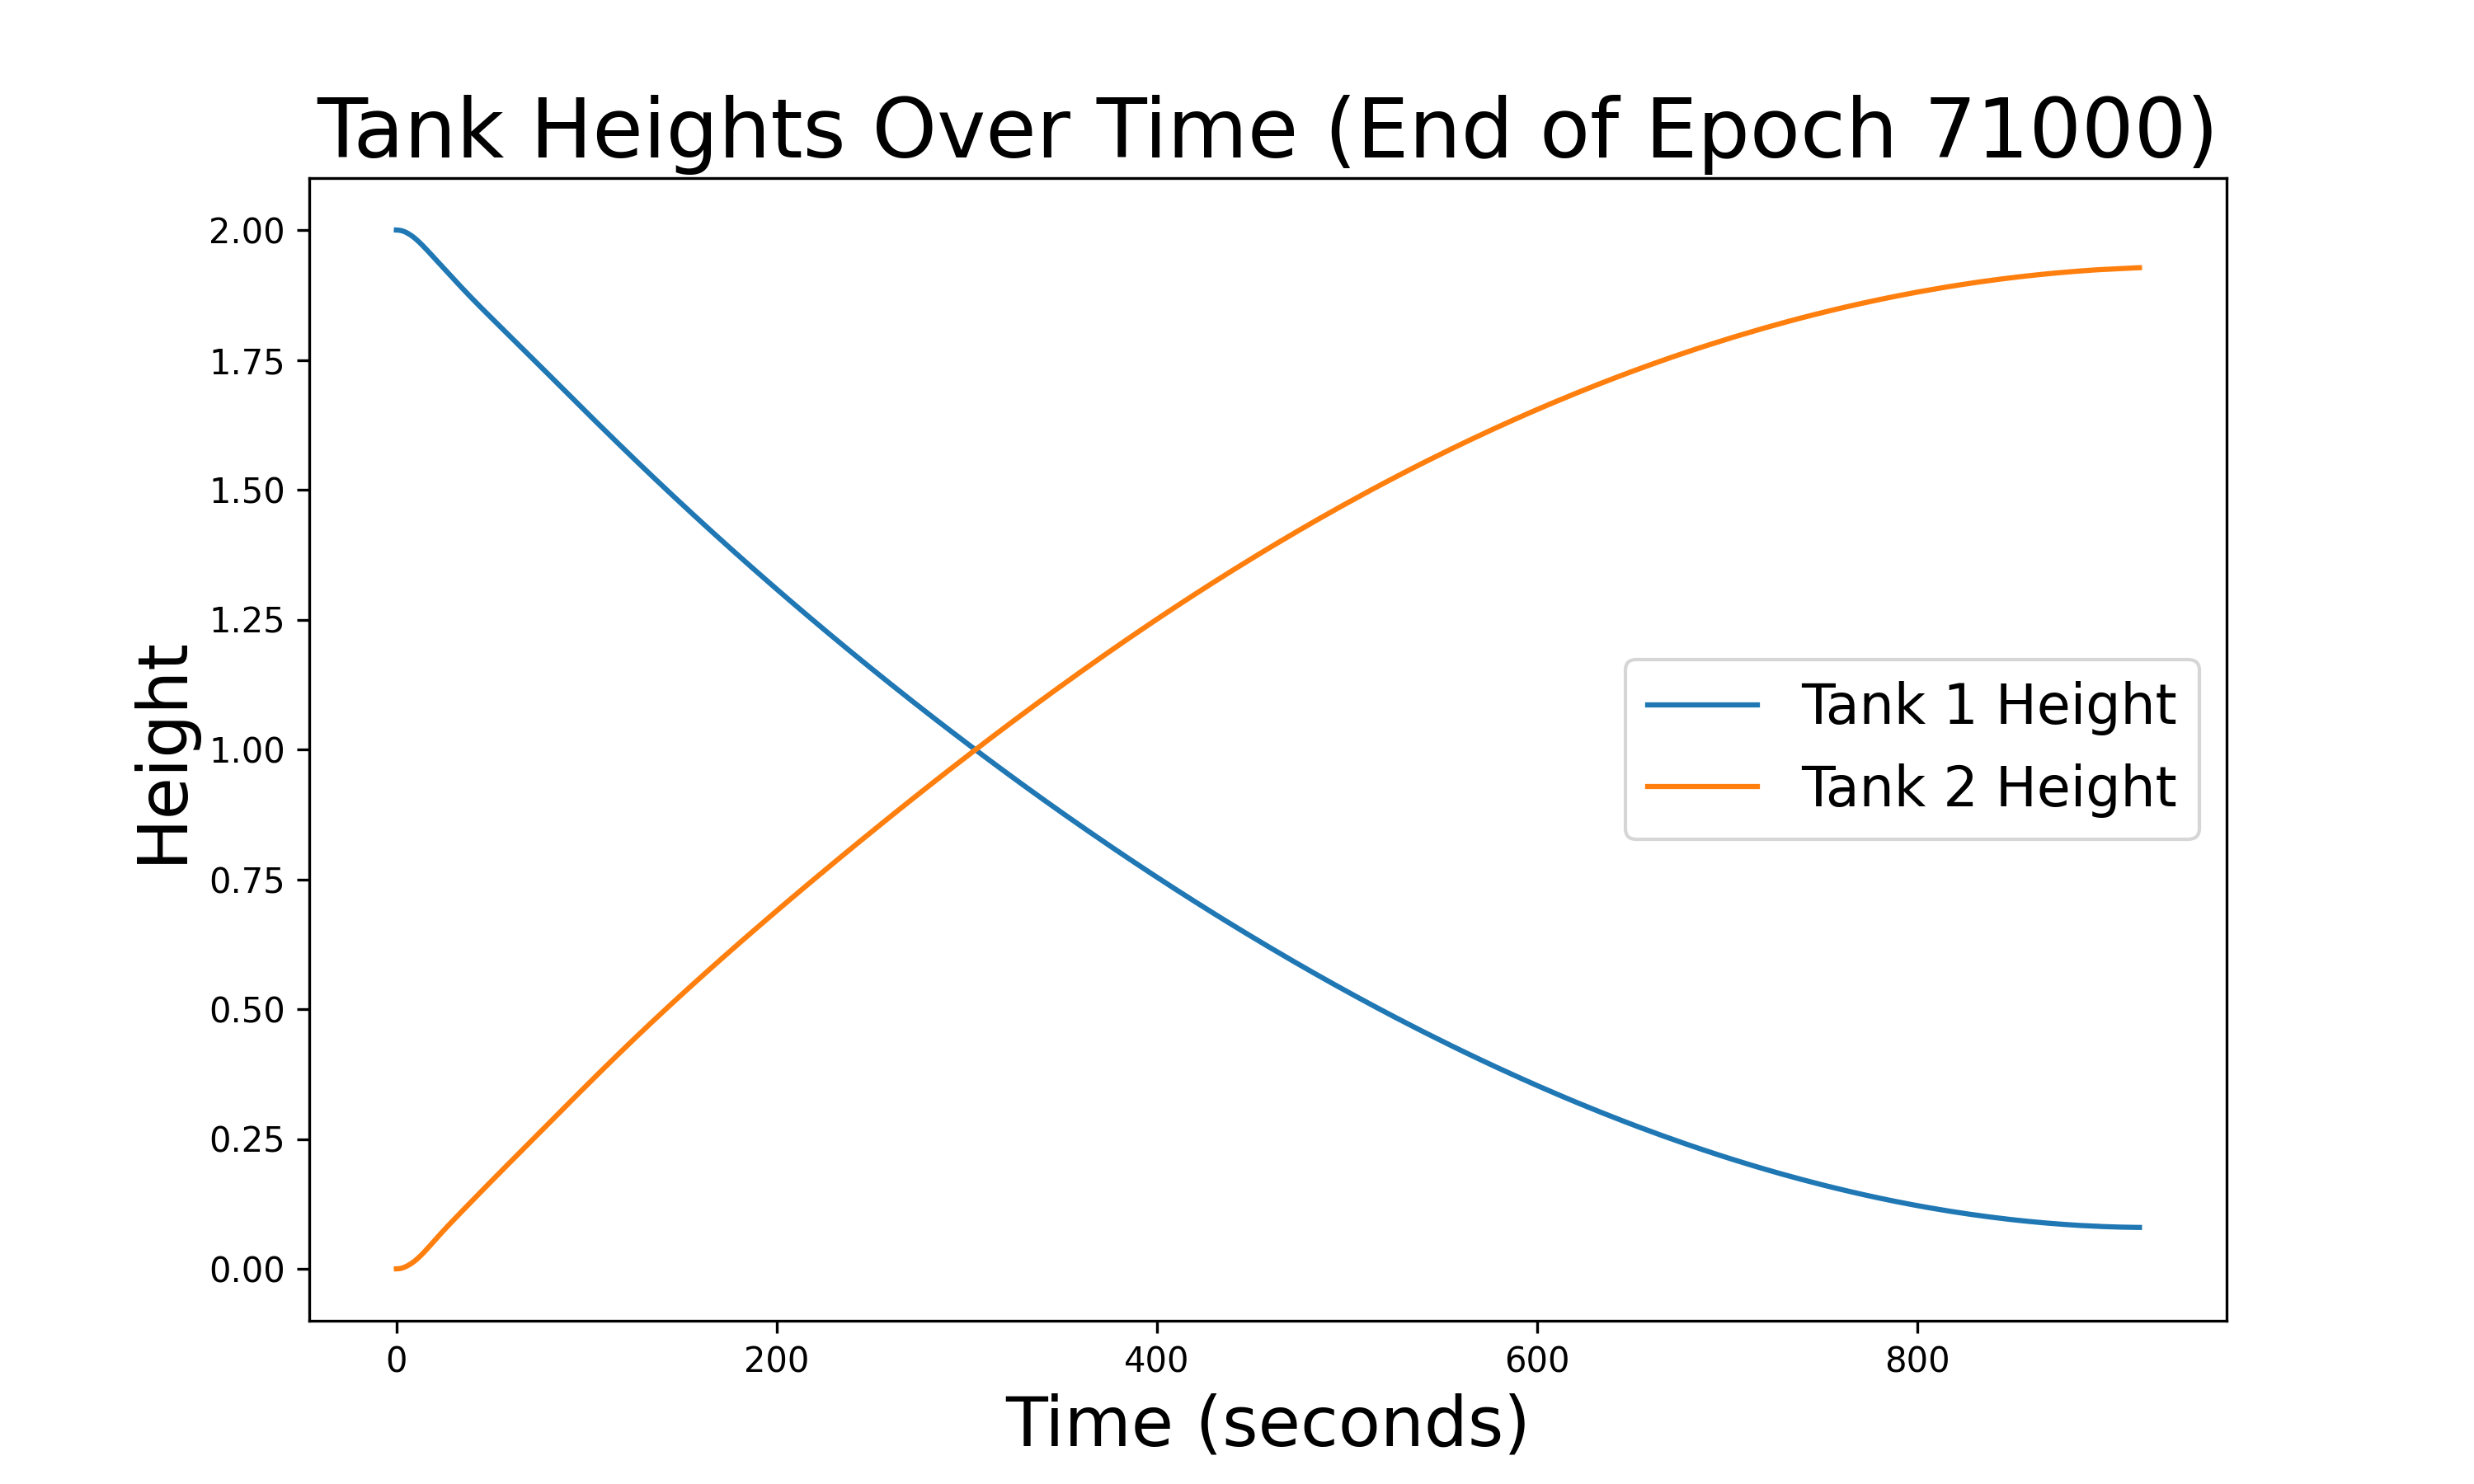 Tank Heights Over Time (End of Epoch 71000)
Height
2.00
1.75
1.50
1.25
1.00
0.75
0.50
0.25
0.00
Tank 1 Height
Tank 2 Height
0 200 400 600 800
Time (seconds)